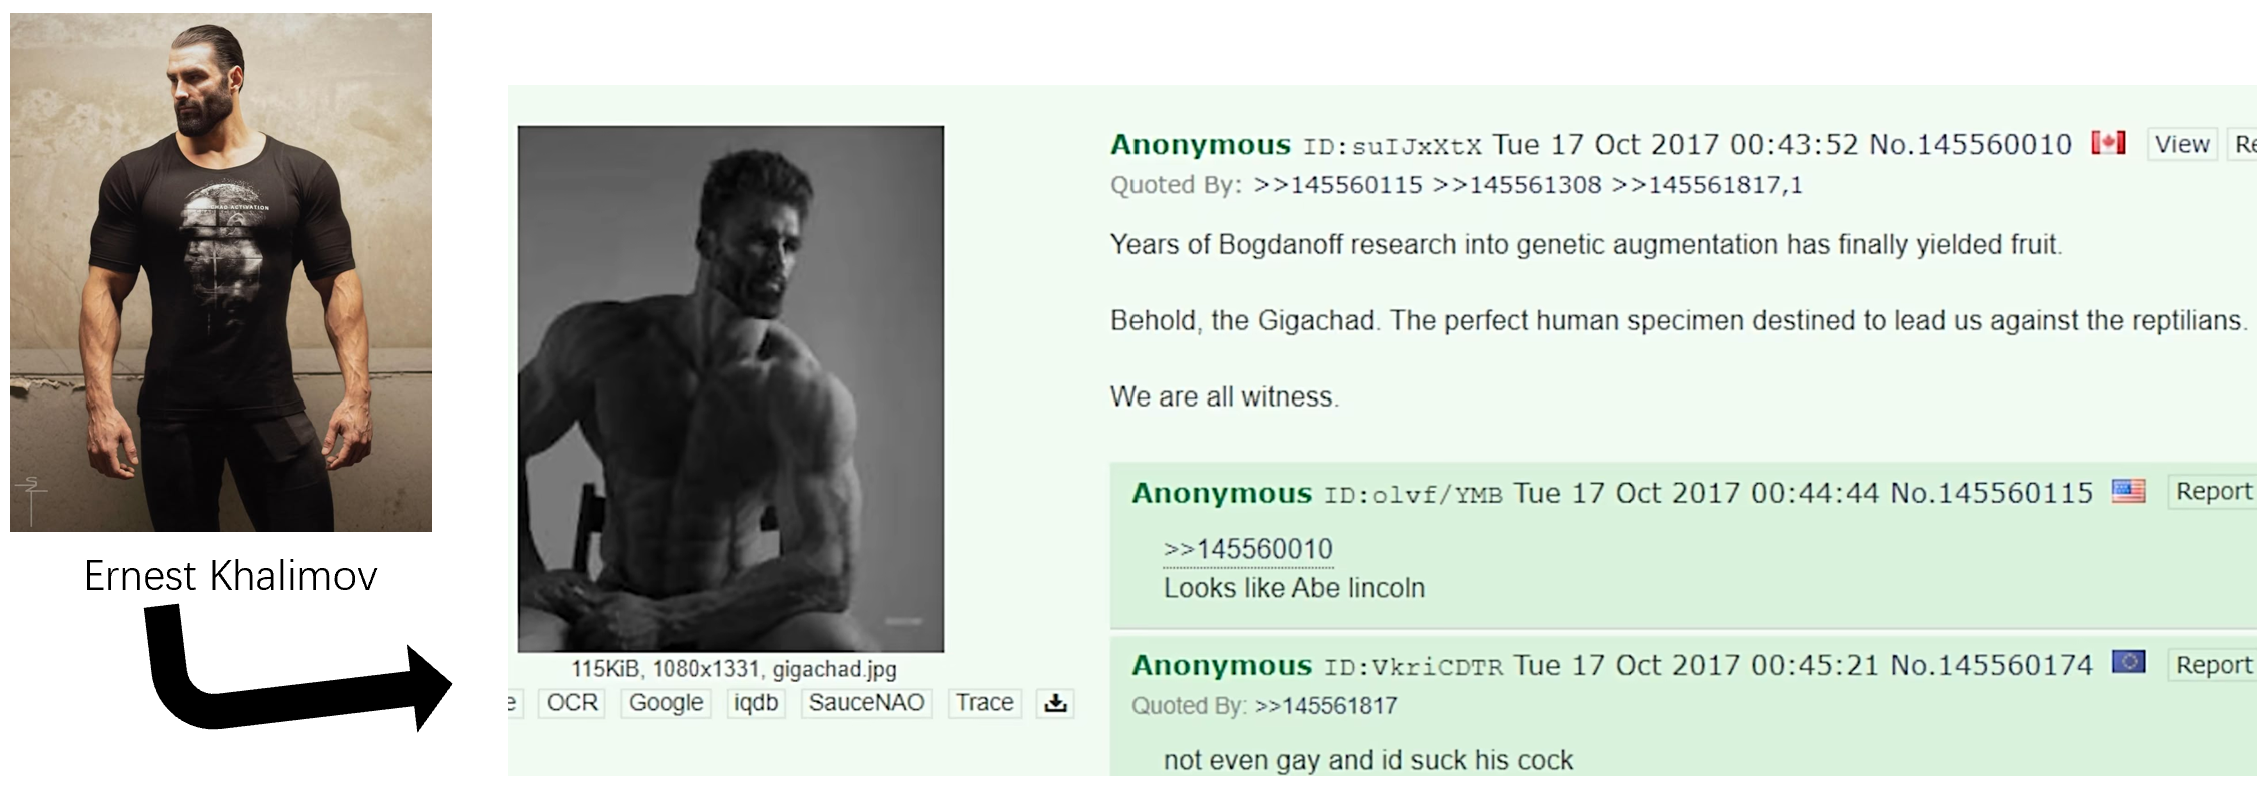 CHAD ACTIVATION
Ernest Khalimov
115KiB, 1080x1331, gigachad.jpg
e OCR Google iqdb SauceNAO Trace
Anonymous ID:suIJxXtX Tue 17 Oct 2017 00:43:52 No.145560010 View Re
Quoted By: >>145560115 >>145561308 >>145561817,1
Years of Bogdanoff research into genetic augmentation has finally yielded fruit.
Behold, the Gigachad. The perfect human specimen destined to lead us against the reptilians.
We are all witness.
Anonymous ID:olvf/YMB Tue 17 Oct 2017 00:44:44 No.145560115 Report
>>145560010
Looks like Abe lincoln
Anonymous ID:VkriCDTR Tue 17 Oct 2017 00:45:21 No.145560174 Report
Quoted By: >>145561817
not even gay and id suck his cock